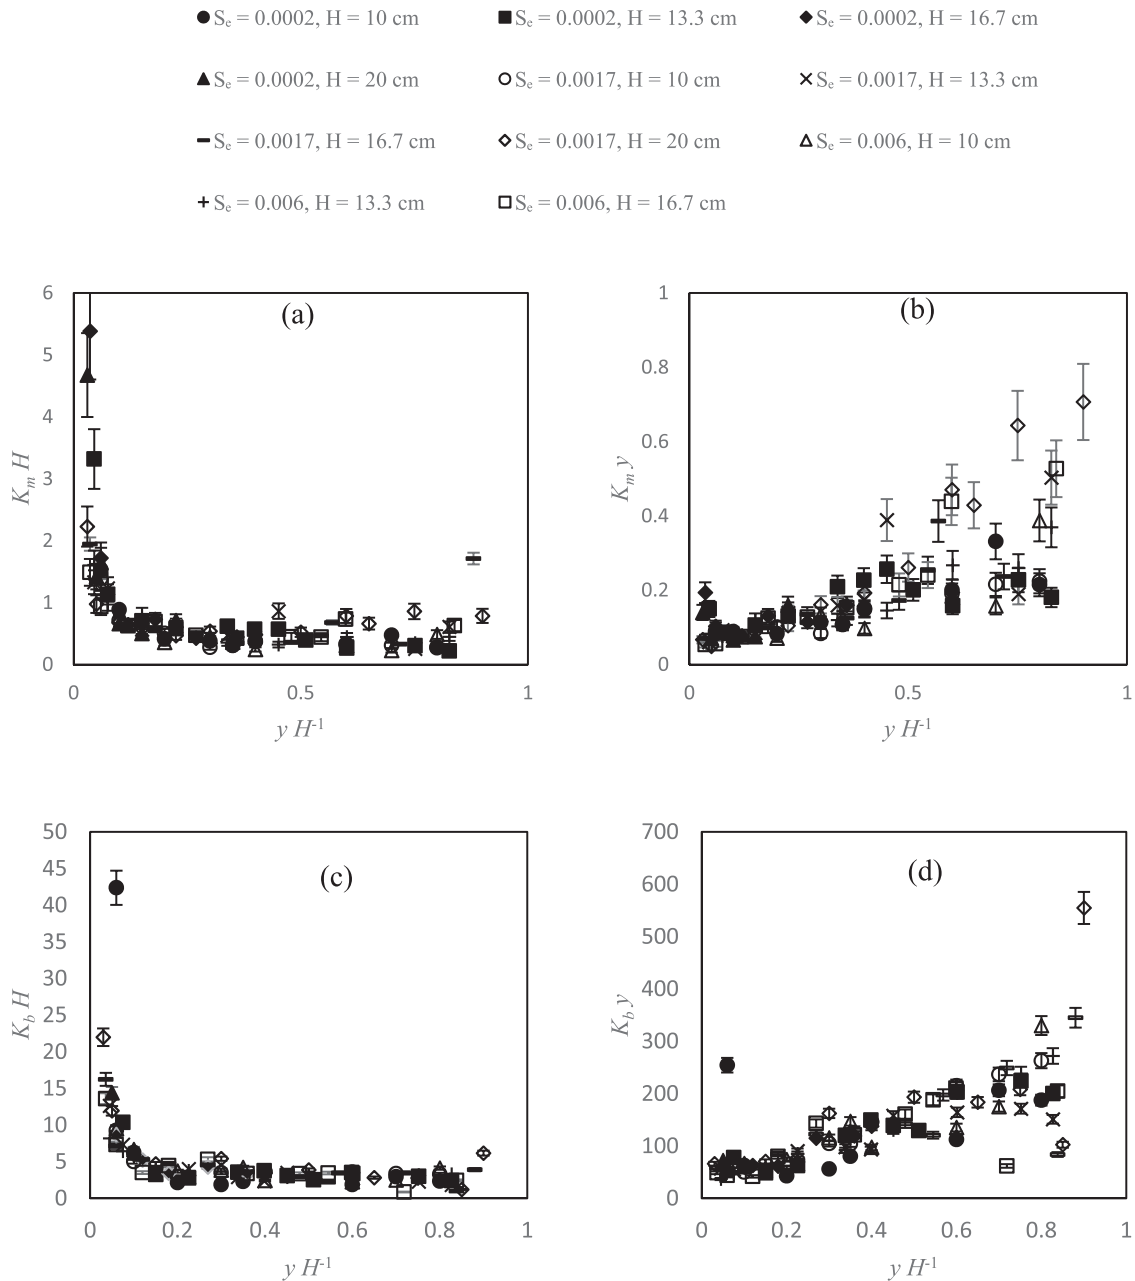 Sₑ = 0.0002, H = 10 cm
Sₑ = 0.0002, H = 13.3 cm
Sₑ = 0.0002, H = 16.7 cm
Sₑ = 0.0002, H = 20 cm
Sₑ = 0.0017, H = 10 cm
Sₑ = 0.0017, H = 13.3 cm
Sₑ = 0.0017, H = 16.7 cm
Sₑ = 0.0017, H = 20 cm
Sₑ = 0.006, H = 10 cm
Sₑ = 0.006, H = 13.3 cm
Sₑ = 0.006, H = 16.7 cm
(a)
6
5
4
3
2
1
0
Kₘ H
0
0.5
1
y H⁻¹
(b)
1
0.8
0.6
0.4
0.2
0
Kₘ y
0
0.5
1
y H⁻¹
(c)
50
45
40
35
30
25
20
15
10
5
0
K_b H
0
0.2
0.4
0.6
0.8
1
y H⁻¹
(d)
700
600
500
400
300
200
100
0
K_b y
0
0.2
0.4
0.6
0.8
1
y H⁻¹